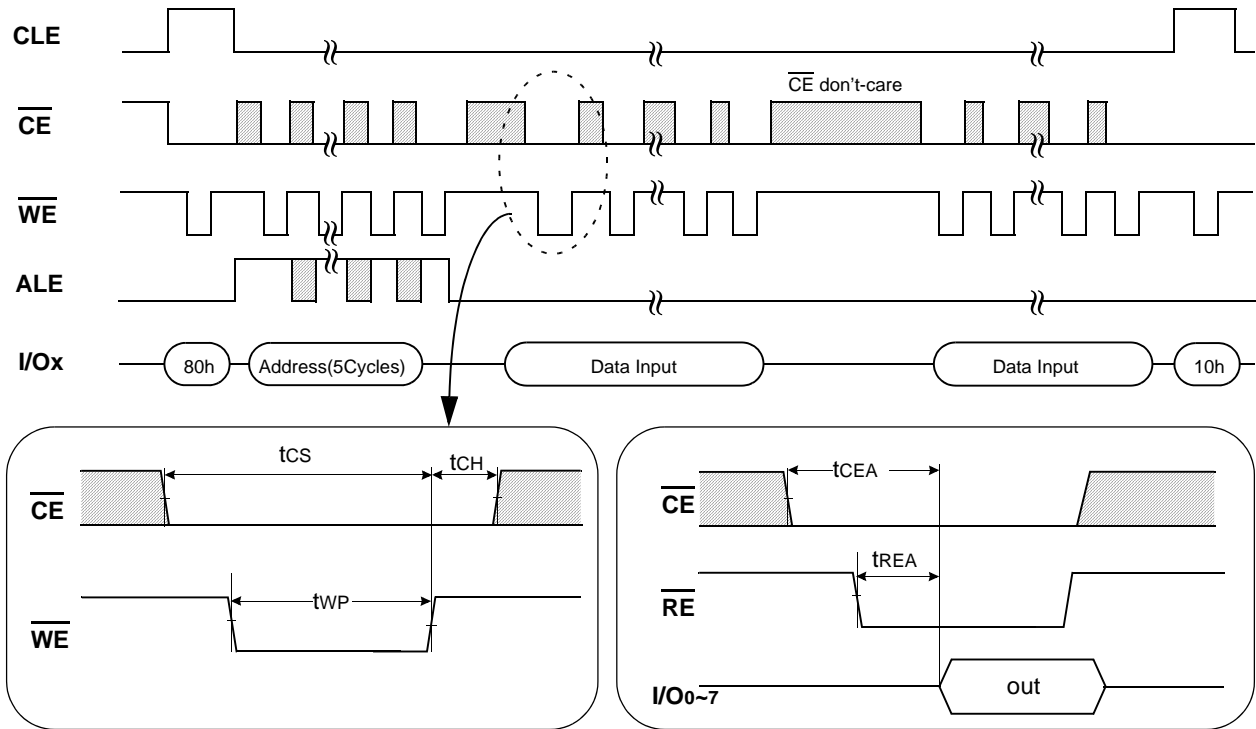 CLE
CE don't-care
CE
WE
ALE
I/Ox 80h Address(5Cycles) Data Input Data Input 10h
tCS tCH
CE
tWP
WE
tCEA
CE
tREA
RE
I/O0~7 out